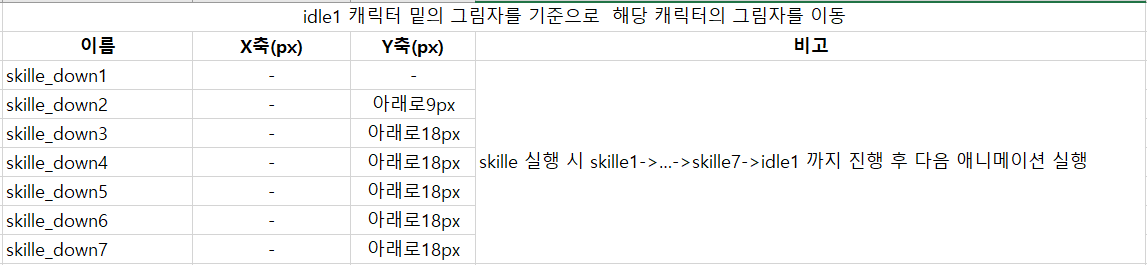 idle1 캐릭터 밑의 그림자를 기준으로  해당 캐릭터의 그림자를 이동
이름 X축(px) Y축(px) 비고
skille_down1 - -
skille_down2 - 아래로9px
skille_down3 - 아래로18px
skille_down4 - 아래로18px skille 실행 시 skille1->...->skille7->idle1 까지 진행 후 다음 애니메이션 실행
skille_down5 - 아래로18px
skille_down6 - 아래로18px
skille_down7 - 아래로18px